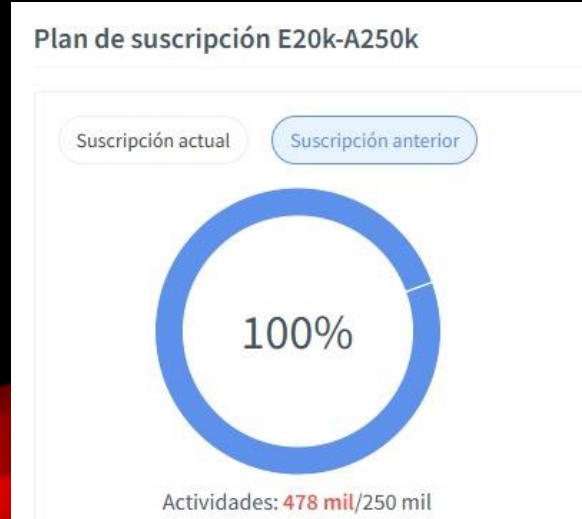 Plan de suscripción E20k-A250k
Suscripción actual
Suscripción anterior
100%
Actividades: 478 mil/250 mil